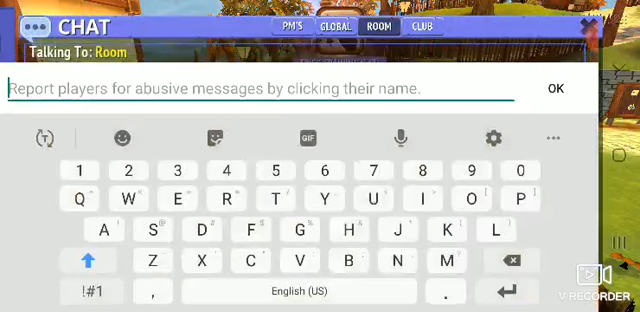 CHAT
PM'S GLOBAL ROOM CLUB
Talking To: Room
Report players for abusive messages by clicking their name.
OK
T
GIF
1 2 3 4 5 6 7 8 9 0
Q W E R T Y U I O P
A S D F G H J K L
Z X C V B N M
!#1 , English (US) .
V RECORDER